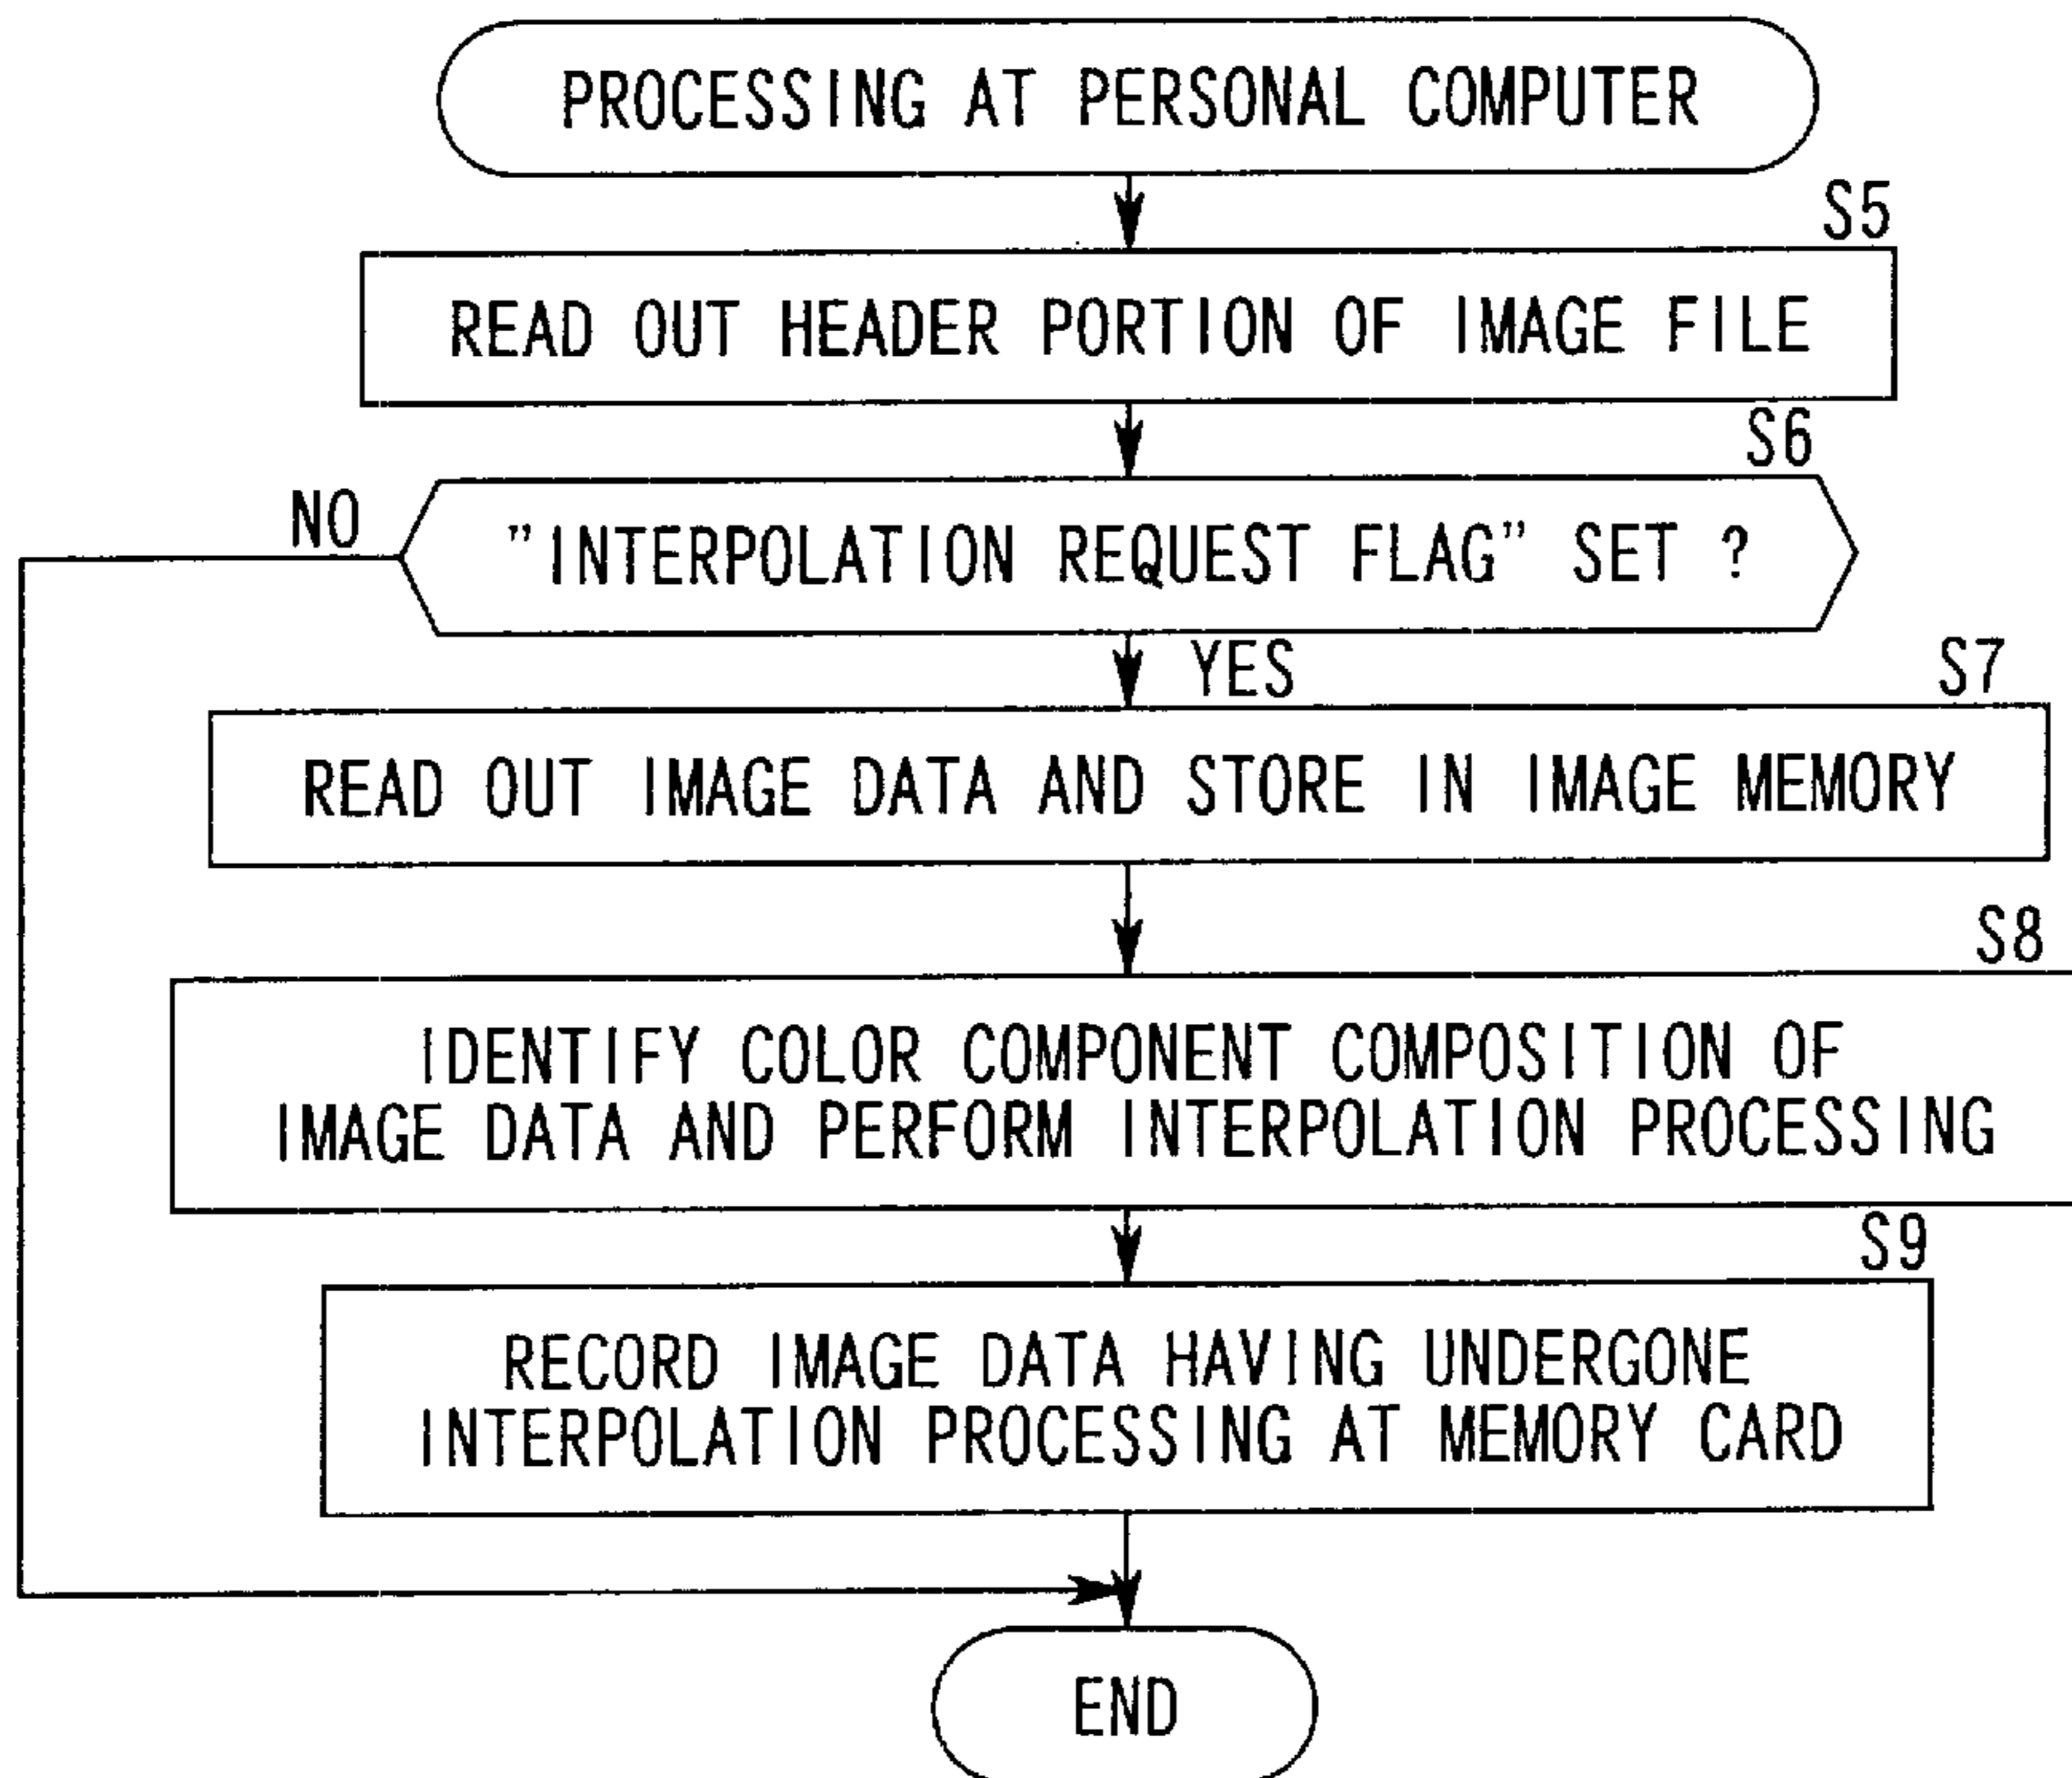 PROCESSING AT PERSONAL COMPUTER
S5
READ OUT HEADER PORTION OF IMAGE FILE
S6
NO
"INTERPOLATION REQUEST FLAG" SET ?
YES
S7
READ OUT IMAGE DATA AND STORE IN IMAGE MEMORY
S8
IDENTIFY COLOR COMPONENT COMPOSITION OF
IMAGE DATA AND PERFORM INTERPOLATION PROCESSING
S9
RECORD IMAGE DATA HAVING UNDERGONE
INTERPOLATION PROCESSING AT MEMORY CARD
END